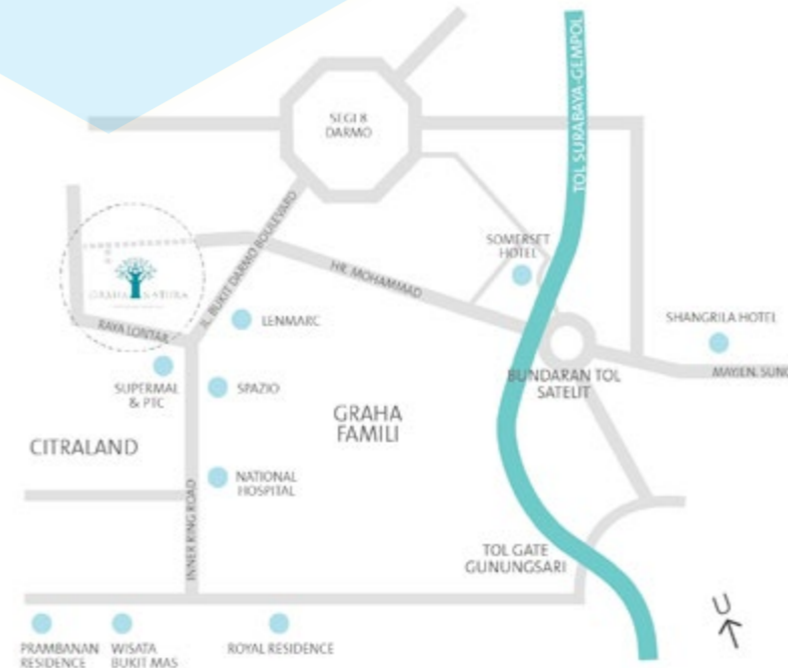 SEGI 8
DARMO
TOL SURABAYA-GEMPOL
SOMERSET
HOTEL
JL. BUKIT DARMO BOULEVARD
HR. MOHAMMAD
GRAHA NATURA
RAYA LONTAR
LENMARC
SHANGRILA HOTEL
SUPERMAL
& PTC
SPAZIO
BUNDARAN TOL
SATELIT
MAYJEN. SUNG
GRAHA
FAMILI
CITRALAND
NATIONAL
HOSPITAL
INNER RING ROAD
TOL GATE
GUNUNGSARI
U
PRAMBANAN
RESIDENCE
WISATA
BUKIT MAS
ROYAL RESIDENCE